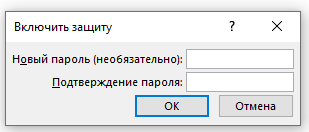 Включить защиту ? ×
Новый пароль (необязательно):
Подтверждение пароля:
ОК Отмена